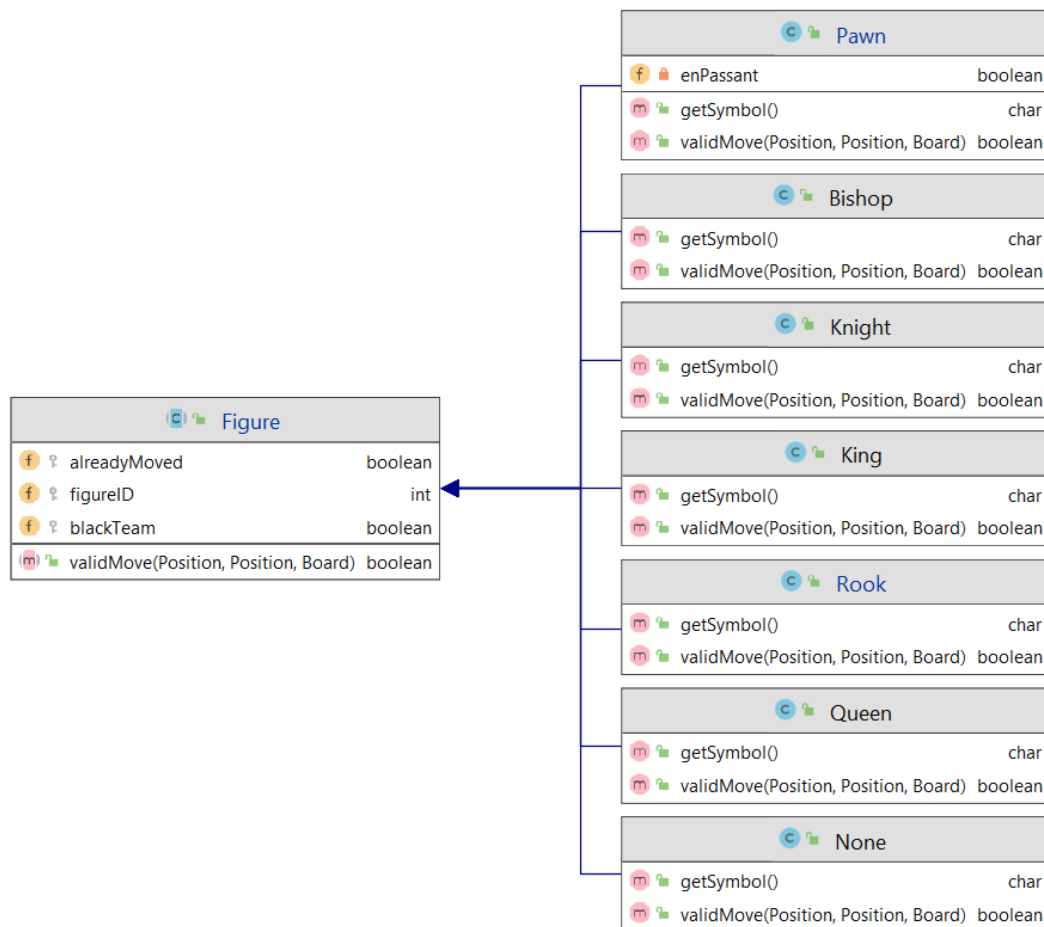 Pawn
enPassant boolean
getSymbol() char
validMove(Position, Position, Board) boolean
Bishop
getSymbol() char
validMove(Position, Position, Board) boolean
Knight
getSymbol() char
validMove(Position, Position, Board) boolean
Figure
alreadyMoved boolean
figureID int
blackTeam boolean
validMove(Position, Position, Board) boolean
King
getSymbol() char
validMove(Position, Position, Board) boolean
Rook
getSymbol() char
validMove(Position, Position, Board) boolean
Queen
getSymbol() char
validMove(Position, Position, Board) boolean
None
getSymbol() char
validMove(Position, Position, Board) boolean